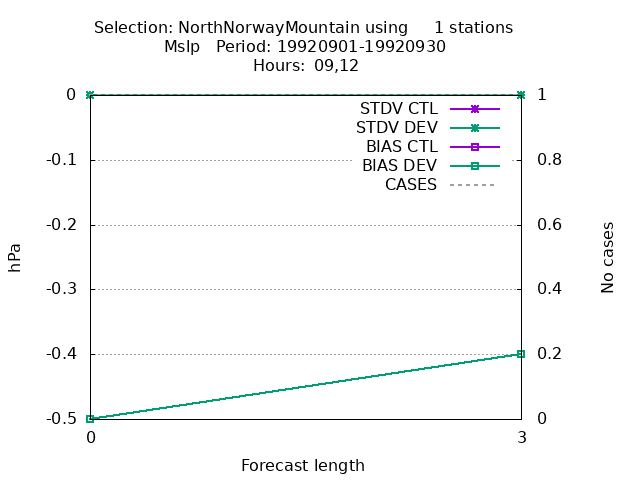 Selection: NorthNorwayMountain using     1 stations
Mslp   Period: 19920901-19920930
Hours:  09,12
0
-0.1
-0.2
-0.3
-0.4
-0.5
hPa
STDV CTL
STDV DEV
BIAS CTL
BIAS DEV
CASES
1
0.8
0.6
0.4
0.2
0
No cases
0
3
Forecast length